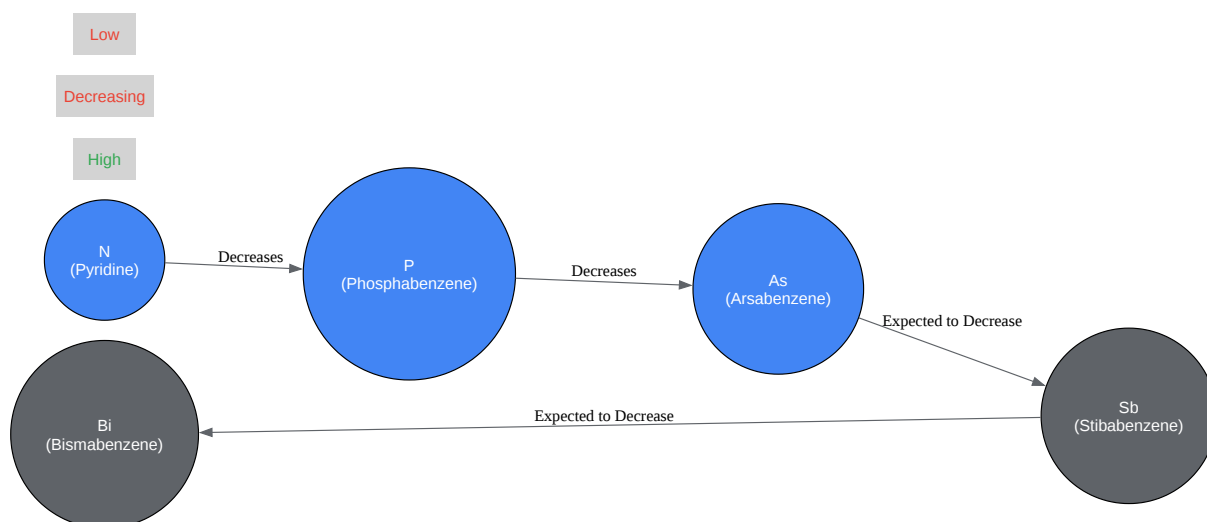 Low
Decreasing
High
N
(Pyridine)
Decreases
P
(Phosphabenzene)
Decreases
As
(Arsabenzene)
Expected to Decrease
Sb
(Stibabenzene)
Expected to Decrease
Bi
(Bismabenzene)